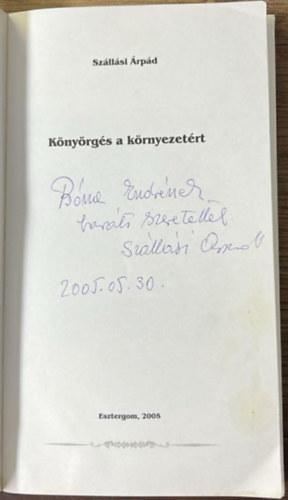 Szállási Árpád
Könyörgés a környezetért
Bóna Endrének
baráti szeretettel
Szállási Árpád
2005.05.30.
Esztergom, 2005